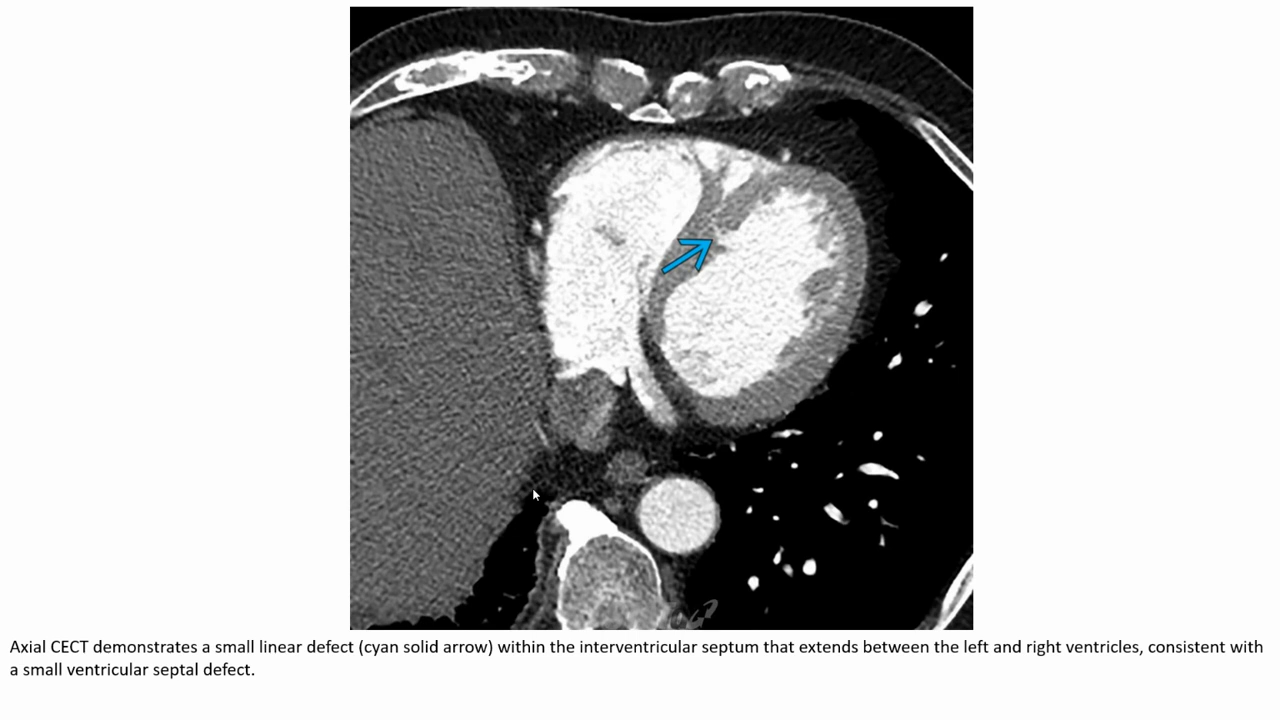 Axial CECT demonstrates a small linear defect (cyan solid arrow) within the interventricular septum that extends between the left and right ventricles, consistent with
a small ventricular septal defect.